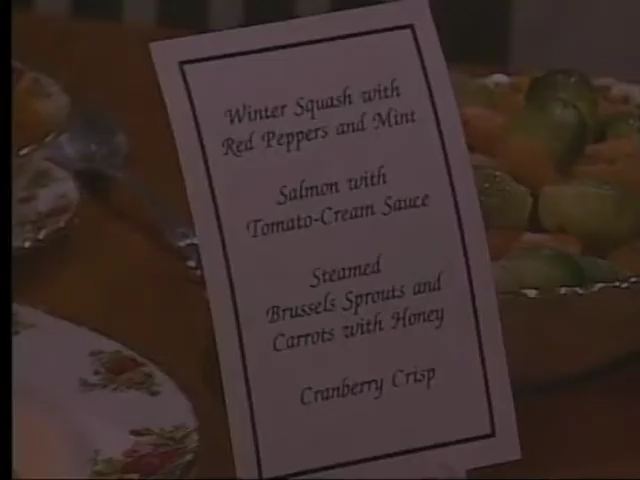 Winter Squash with
Red Peppers and Mint
Salmon with
Tomato-Cream Sauce
Steamed
Brussels Sprouts and
Carrots with Honey
Cranberry Crisp